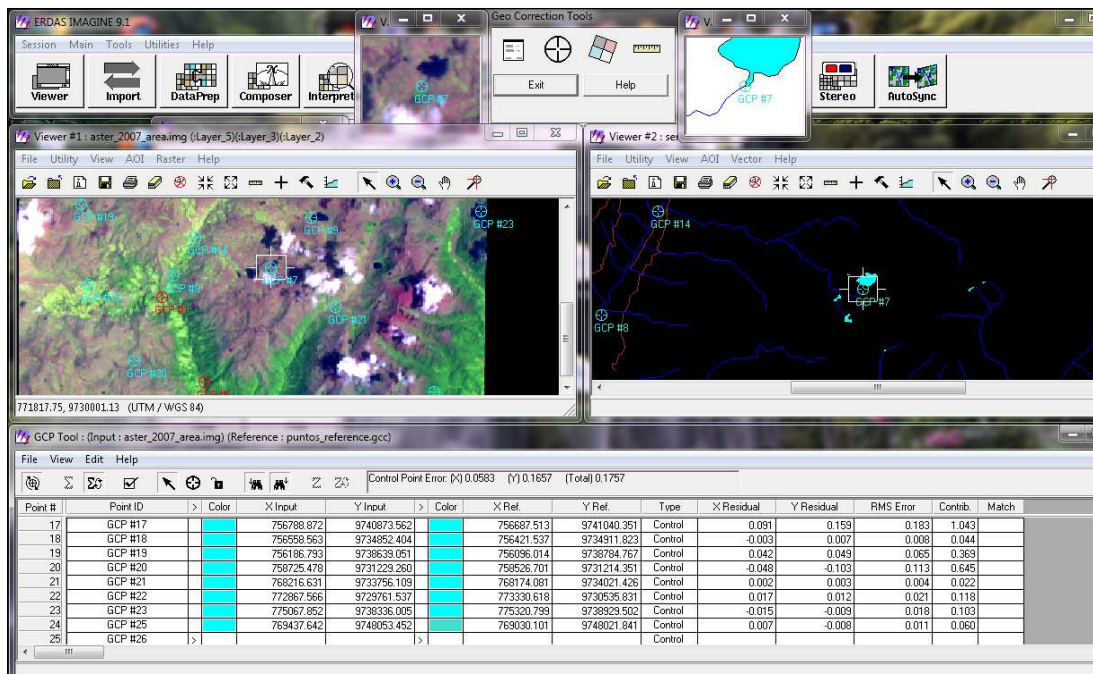 ERDAS IMAGINE 9.1
V.
Geo Correction Tools
V.
Session Main Tools Utilities Help
Viewer
Import
DataPrep
Composer
Interpret
GCP #7
Exit
Help
GCP #7
Stereo
AutoSync
Viewer #1 : aster_2007_area.img (:Layer_5)(:Layer_3)(:Layer_2)
File Utility View AOI Raster Help
GCP #19
GCP #9
GCP #23
GCP #14
GCP #7
GCP #8
GCP #21
GCP #20
771817.75, 9730001.13 (UTM / WGS 84)
Viewer #2 : ser
File Utility View AOI Vector Help
GCP #14
GCP #7
GCP #8
GCP Tool : (Input : aster_2007_area.img) (Reference : puntos_reference.gcc)
File View Edit Help
Control Point Error: (X) 0.0583 (Y) 0.1657 (Total) 0.1757
Point # Point ID > Color X Input Y Input > Color X Ref. Y Ref. Type X Residual Y Residual RMS Error Contrib. Match
17 GCP #17 756788.872 9740873.562 756687.513 9741040.351 Control 0.091 0.159 0.183 1.043
18 GCP #18 756558.563 9734852.404 756421.537 9734911.823 Control -0.003 0.007 0.008 0.044
19 GCP #19 756186.793 9738639.051 756096.014 9738784.767 Control 0.042 0.049 0.065 0.369
20 GCP #20 758725.478 9731229.260 758526.701 9731214.351 Control -0.048 -0.103 0.113 0.645
21 GCP #21 768216.631 9733756.109 768174.081 9734021.426 Control 0.002 0.003 0.004 0.022
22 GCP #22 772867.566 9729761.537 773330.618 9730535.831 Control 0.017 0.012 0.021 0.118
23 GCP #23 775067.852 9738336.005 775320.799 9738929.502 Control -0.015 -0.009 0.018 0.103
24 GCP #25 769437.642 9748053.452 769030.101 9748021.841 Control 0.007 -0.008 0.011 0.060
25 GCP #26 > > Control